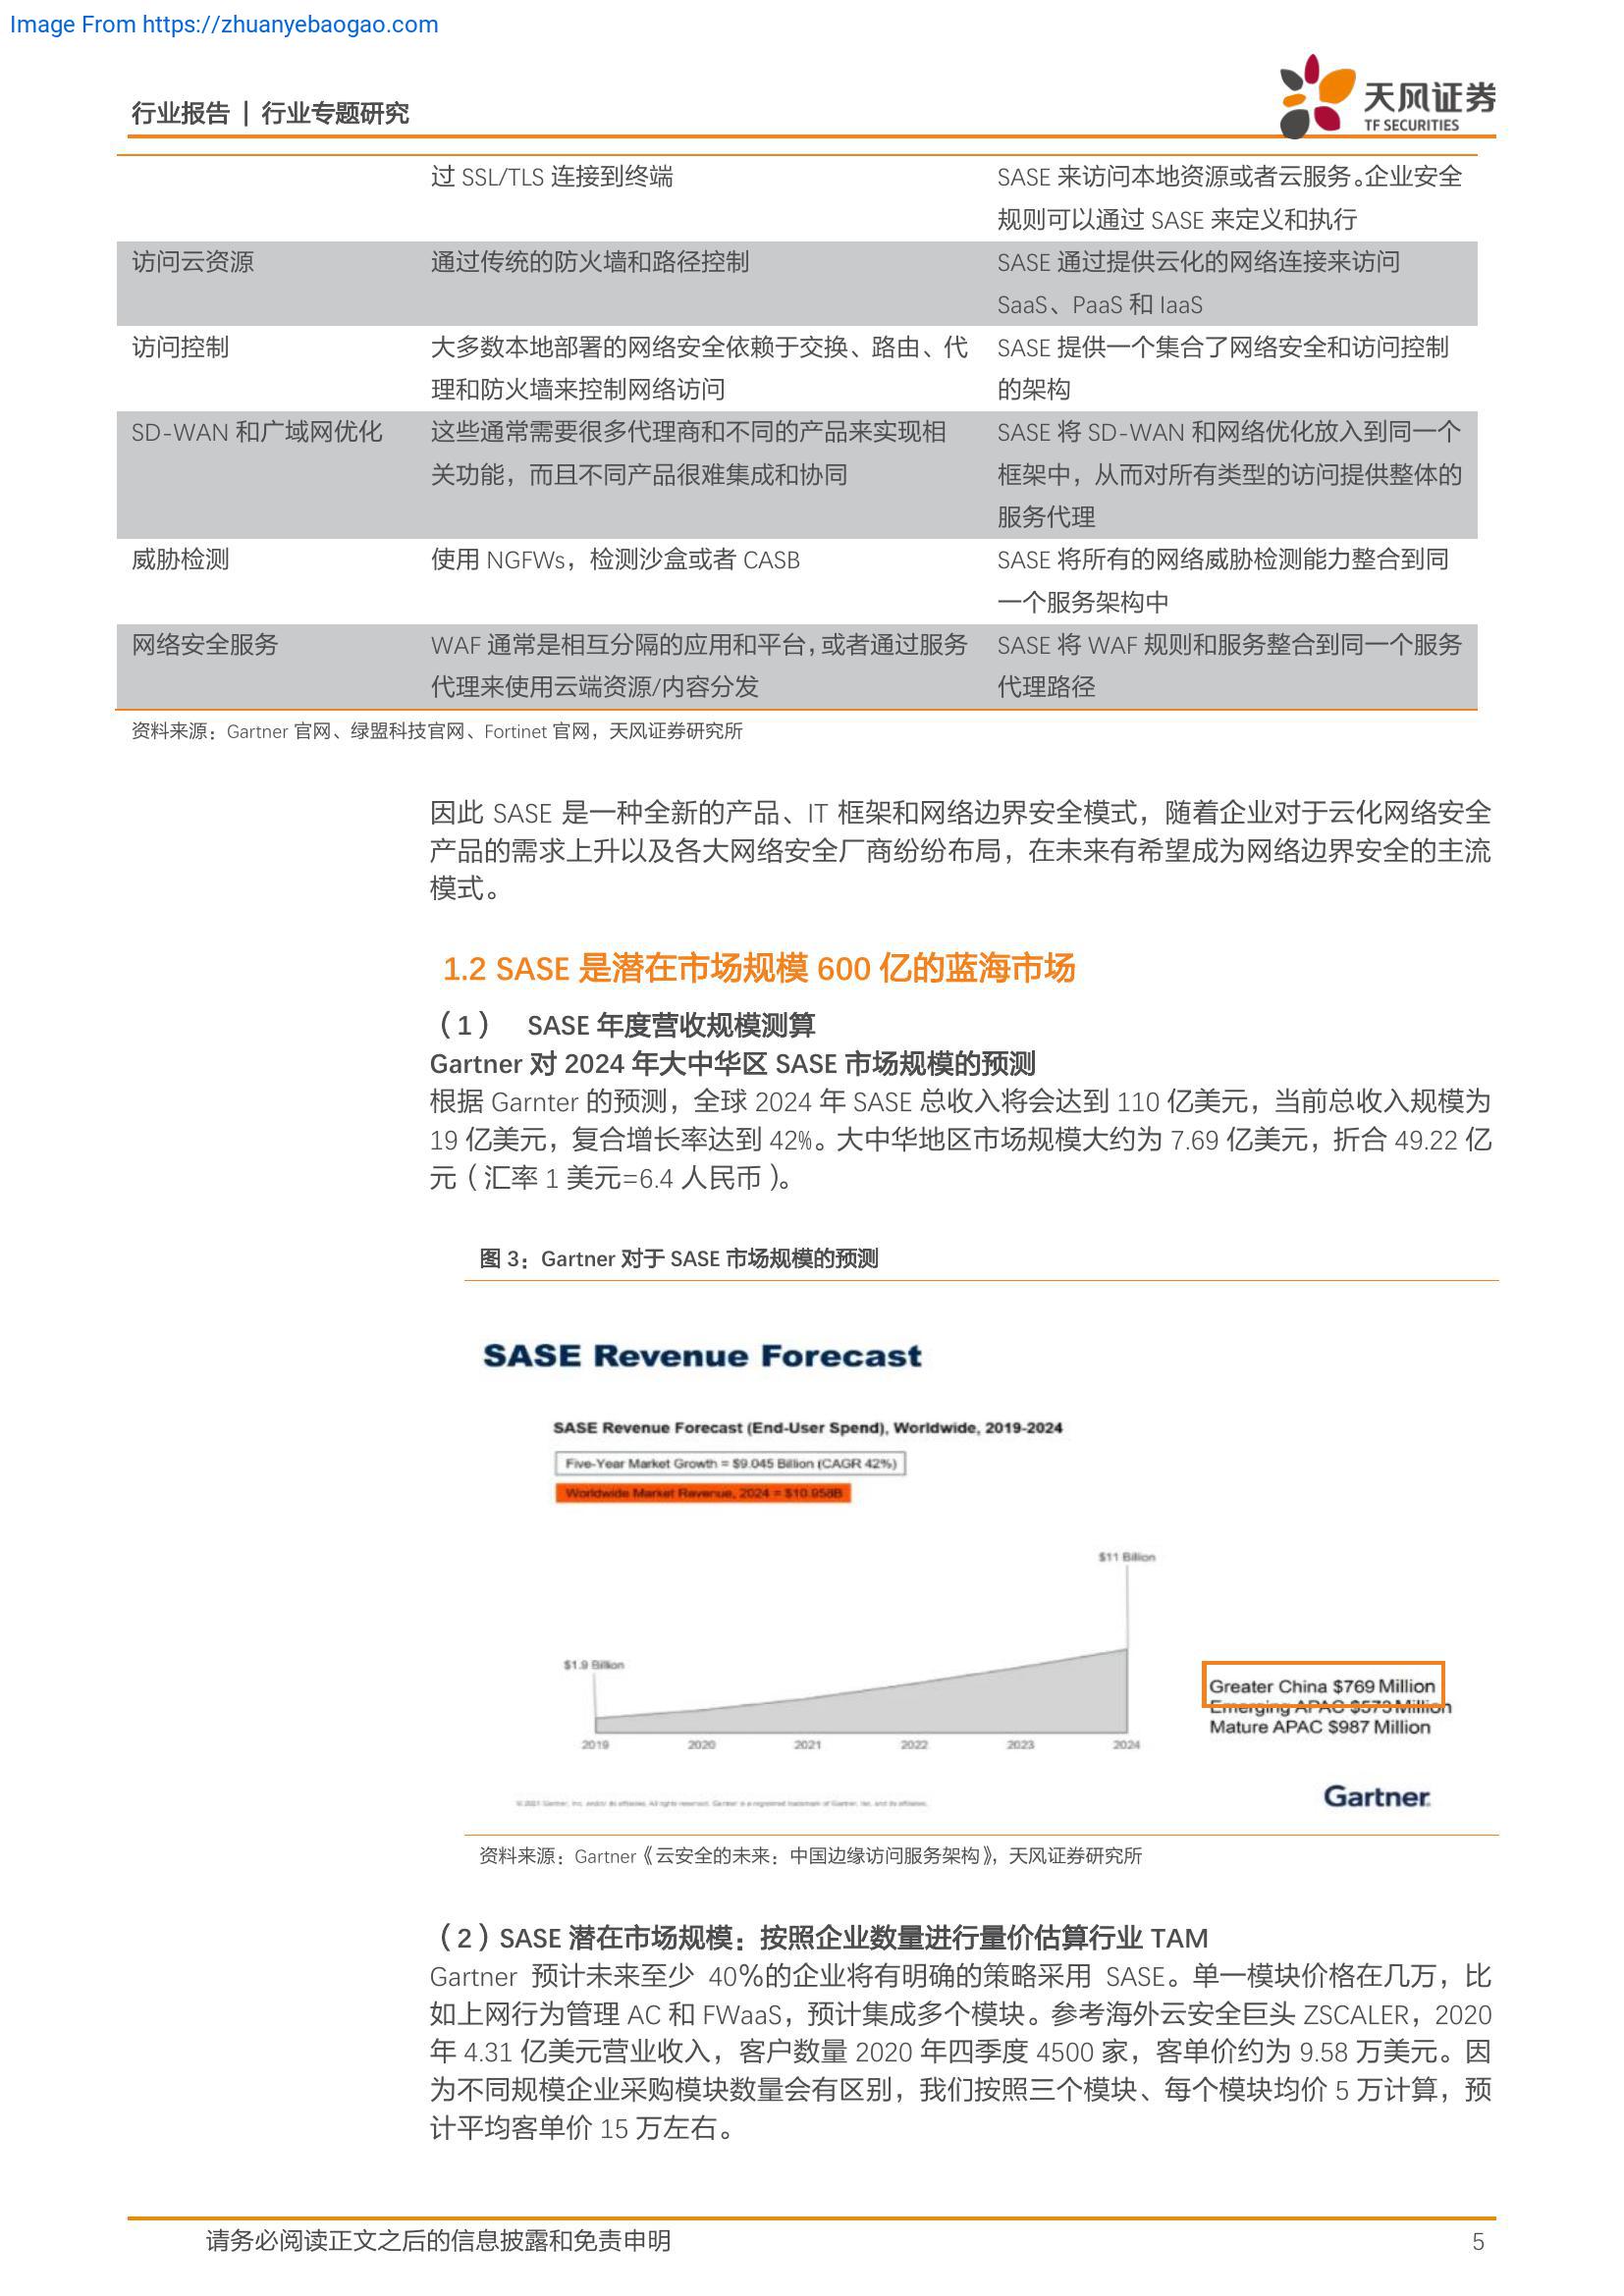 Image From https://zhuanyebaogao.com
行业报告 | 行业专题研究
天风证券
TF SECURITIES
过 SSL/TLS 连接到终端
SASE 来访问本地资源或者云服务。企业安全
规则可以通过 SASE 来定义和执行
访问云资源
通过传统的防火墙和路径控制
SASE 通过提供云化的网络连接来访问
SaaS、PaaS 和 IaaS
访问控制
大多数本地部署的网络安全依赖于交换、路由、代
理和防火墙来控制网络访问
SASE 提供一个集合了网络安全和访问控制
的架构
SD-WAN 和广域网优化
这些通常需要很多代理商和不同的产品来实现相
关功能，而且不同产品很难集成和协同
SASE 将 SD-WAN 和网络优化放入到同一个
框架中，从而对所有类型的访问提供整体的
服务代理
威胁检测
使用 NGFWs，检测沙盒或者 CASB
SASE 将所有的网络威胁检测能力整合到同
一个服务架构中
网络安全服务
WAF 通常是相互分隔的应用和平台，或者通过服务
代理来使用云端资源/内容分发
SASE 将 WAF 规则和服务整合到同一个服务
代理路径
资料来源：Gartner 官网、绿盟科技官网、Fortinet 官网，天风证券研究所
因此 SASE 是一种全新的产品、IT 框架和网络边界安全模式，随着企业对于云化网络安全
产品的需求上升以及各大网络安全厂商纷纷布局，在未来有希望成为网络边界安全的主流
模式。
1.2 SASE 是潜在市场规模 600 亿的蓝海市场
（1） SASE 年度营收规模测算
Gartner 对 2024 年大中华区 SASE 市场规模的预测
根据 Garnter 的预测，全球 2024 年 SASE 总收入将会达到 110 亿美元，当前总收入规模为
19 亿美元，复合增长率达到 42%。大中华地区市场规模大约为 7.69 亿美元，折合 49.22 亿
元（汇率 1 美元=6.4 人民币）。
图 3：Gartner 对于 SASE 市场规模的预测
SASE Revenue Forecast
SASE Revenue Forecast (End-User Spend), Worldwide, 2019-2024
Five-Year Market Growth = $9.045 Billion (CAGR 42%)
Worldwide Market Revenue, 2024 = $10.958B
$11 Billion
$1.9 Billion
Greater China $769 Million
Emerging APAC $573 Million
Mature APAC $987 Million
2019 2020 2021 2022 2023 2024
© 2021 Gartner, Inc. and/or its affiliates. All rights reserved. Gartner is a registered trademark of Gartner, Inc. and its affiliates.
Gartner
资料来源：Gartner《云安全的未来：中国边缘访问服务架构》，天风证券研究所
（2）SASE 潜在市场规模：按照企业数量进行量价估算行业 TAM
Gartner 预计未来至少 40%的企业将有明确的策略采用 SASE。单一模块价格在几万，比
如上网行为管理 AC 和 FWaaS，预计集成多个模块。参考海外云安全巨头 ZSCALER，2020
年 4.31 亿美元营业收入，客户数量 2020 年四季度 4500 家，客单价约为 9.58 万美元。因
为不同规模企业采购模块数量会有区别，我们按照三个模块、每个模块均价 5 万计算，预
计平均客单价 15 万左右。
请务必阅读正文之后的信息披露和免责申明
5